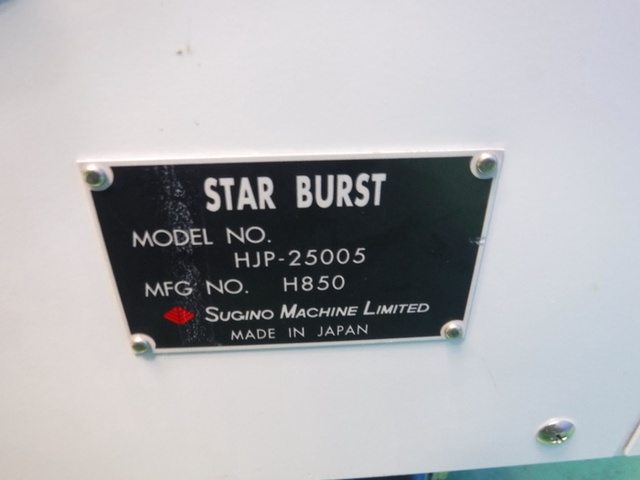 STAR BURST
MODEL NO.
HJP-25005
MFG NO. H850
SUGINO MACHINE LIMITED
MADE IN JAPAN